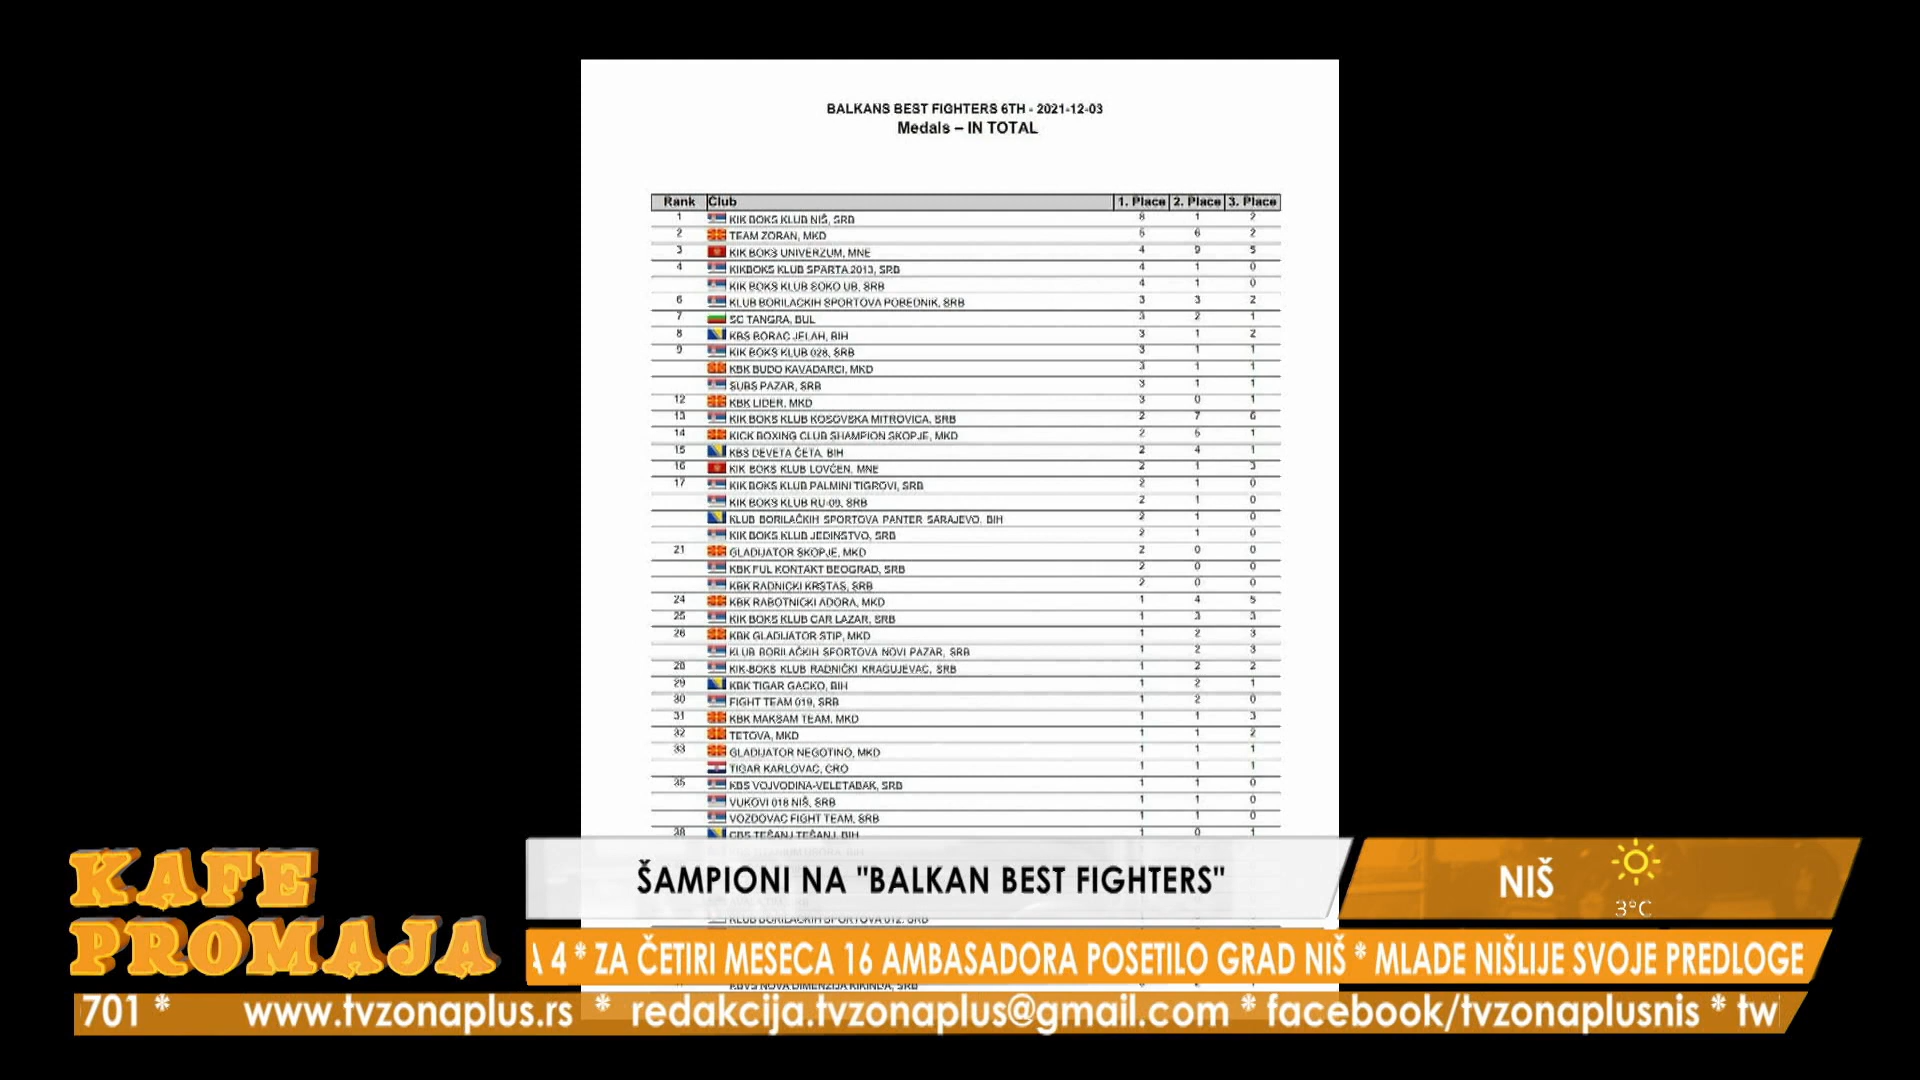 BALKANS BEST FIGHTERS 6TH - 2021-12-03
Medals – IN TOTAL
Rank Club 1. Place 2. Place 3. Place
1 KIK BOKS KLUB NIŠ, SRB 8 1 2
2 TEAM ZORAN, MKD 6 2
3 KIK BOKS UNIVERZUM, MNE 4 9 5
4 KIKBOKS KLUB SPARTA 2013, SRB 4 1 0
KIK BOKS KLUB SOKO UB, SRB 4 1 0
6 KLUB BORILACKIH SPORTOVA POBEDNIK, SRB 3 3 2
7 SC TANGRA, BUL 3 2 1
8 KBS BORAC JELAH, BIH 3 1 2
9 KIK BOKS KLUB 028, SRB 3 1 1
KBK BUDO KAVADARCI, MKD 3 1 1
SUBS PAZAR, SRB 3 1 1
12 KBK LIDER, MKD 3 0 1
13 KIK BOKS KLUB KOSOVSKA MITROVICA, SRB 2 7 6
14 KICK BOXING CLUB SHAMPION SKOPJE, MKD 2 1
15 KBS DEVETA ČETA, BIH 2 4 1
16 KIK BOKS KLUB LOVĆEN, MNE 2 1 3
17 KIK BOKS KLUB PALMINI TIGROVI, SRB 2 1 0
KIK BOKS KLUB RU-09, SRB 2 1 0
KLUB BORILAČKIH SPORTOVA PANTER SARAJEVO, BIH 2 1 0
KIK BOKS KLUB JEDINSTVO, SRB 2 1 0
21 GLADIJATOR SKOPJE, MKD 2 0 0
KBK FUL KONTAKT BEOGRAD, SRB 2 0 0
KBK RADNICKI KRSTAS, SRB 2 0 0
24 KBK RABOTNICKI ADORA, MKD 1 4 5
25 KIK BOKS KLUB CAR LAZAR, SRB 1 3 3
26 KBK GLADIJATOR STIP, MKD 1 2 3
KLUB BORILAČKIH SPORTOVA NOVI PAZAR, SRB 1 2 3
28 KIK-BOKS KLUB RADNIČKI KRAGUJEVAC, SRB 1 2 2
29 KBK TIGAR GACKO, BIH 1 2 1
30 FIGHT TEAM 019, SRB 1 2 0
31 KBK MAKSAM TEAM, MKD 1 1 3
32 TETOVA, MKD 1 1 2
33 GLADIJATOR NEGOTINO, MKD 1 1 1
TIGAR KARLOVAC, CRO 1 1 1
35 KBS VOJVODINA-VELETABAK, SRB 1 1 0
VUKOVI 018 NIŠ, SRB 1 1 0
VOZDOVAC FIGHT TEAM, SRB 1 1 0
38 TEŠANJ, BIH 1 0 1
KAFE
PROMAJA
ŠAMPIONI NA "BALKAN BEST FIGHTERS"
NIŠ
3°C
KLUB BORILACKIH SPORTOVA 012, SRB
4 * ZA ČETIRI MESECA 16 AMBASADORA POSETILO GRAD NIŠ * MLADE NIŠLIJE SVOJE PREDLOGE
KBVS NOVA DIMENZIJA KIKINDA, SRB
701 * www.tvzonaplus.rs * redakcija.tvzonaplus@gmail.com * facebook/tvzonaplusnis * tw